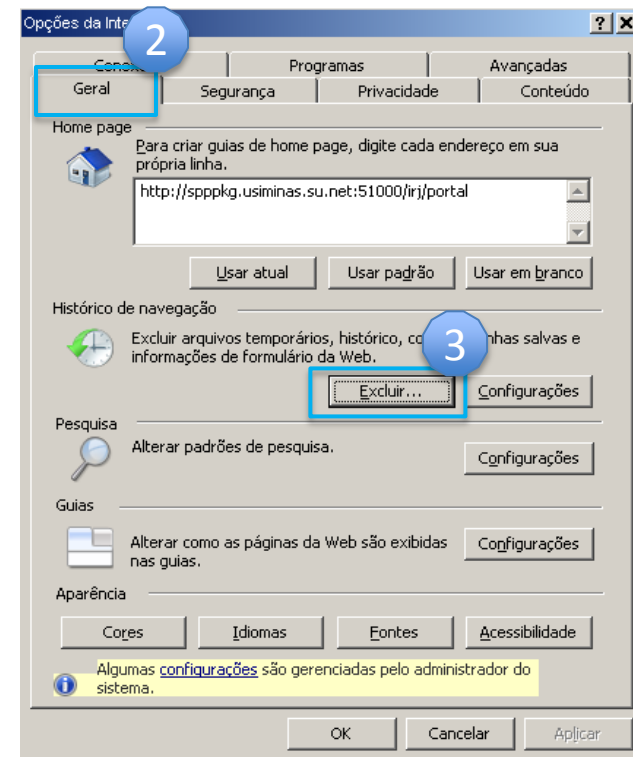 Opções da Inte
2
Programas
Avançadas
Geral
Segurança
Privacidade
Conteúdo
Home page
Para criar guias de home page, digite cada endereço em sua
própria linha.
http://spppkg.usiminas.su.net:51000/irj/portal
Usar atual
Usar padrão
Usar em branco
Histórico de navegação
Excluir arquivos temporários, histórico, salvas e
informações de formulário da Web.
3
Excluir...
Configurações
Pesquisa
Alterar padrões de pesquisa.
Configurações
Guias
Alterar como as páginas da Web são exibidas
nas guias.
Configurações
Aparência
Cores
Idiomas
Fontes
Acessibilidade
Algumas configurações são gerenciadas pelo administrador do
sistema.
OK
Cancelar
Aplicar